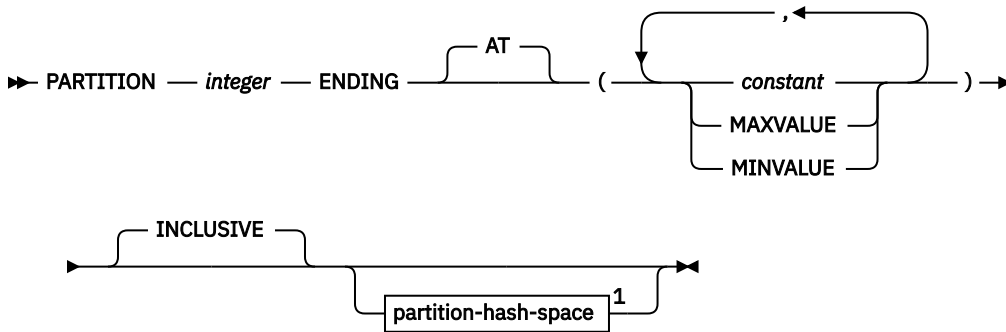 ,
AT
PARTITION integer ENDING ( constant )
MAXVALUE
MINVALUE
INCLUSIVE
partition-hash-space 1